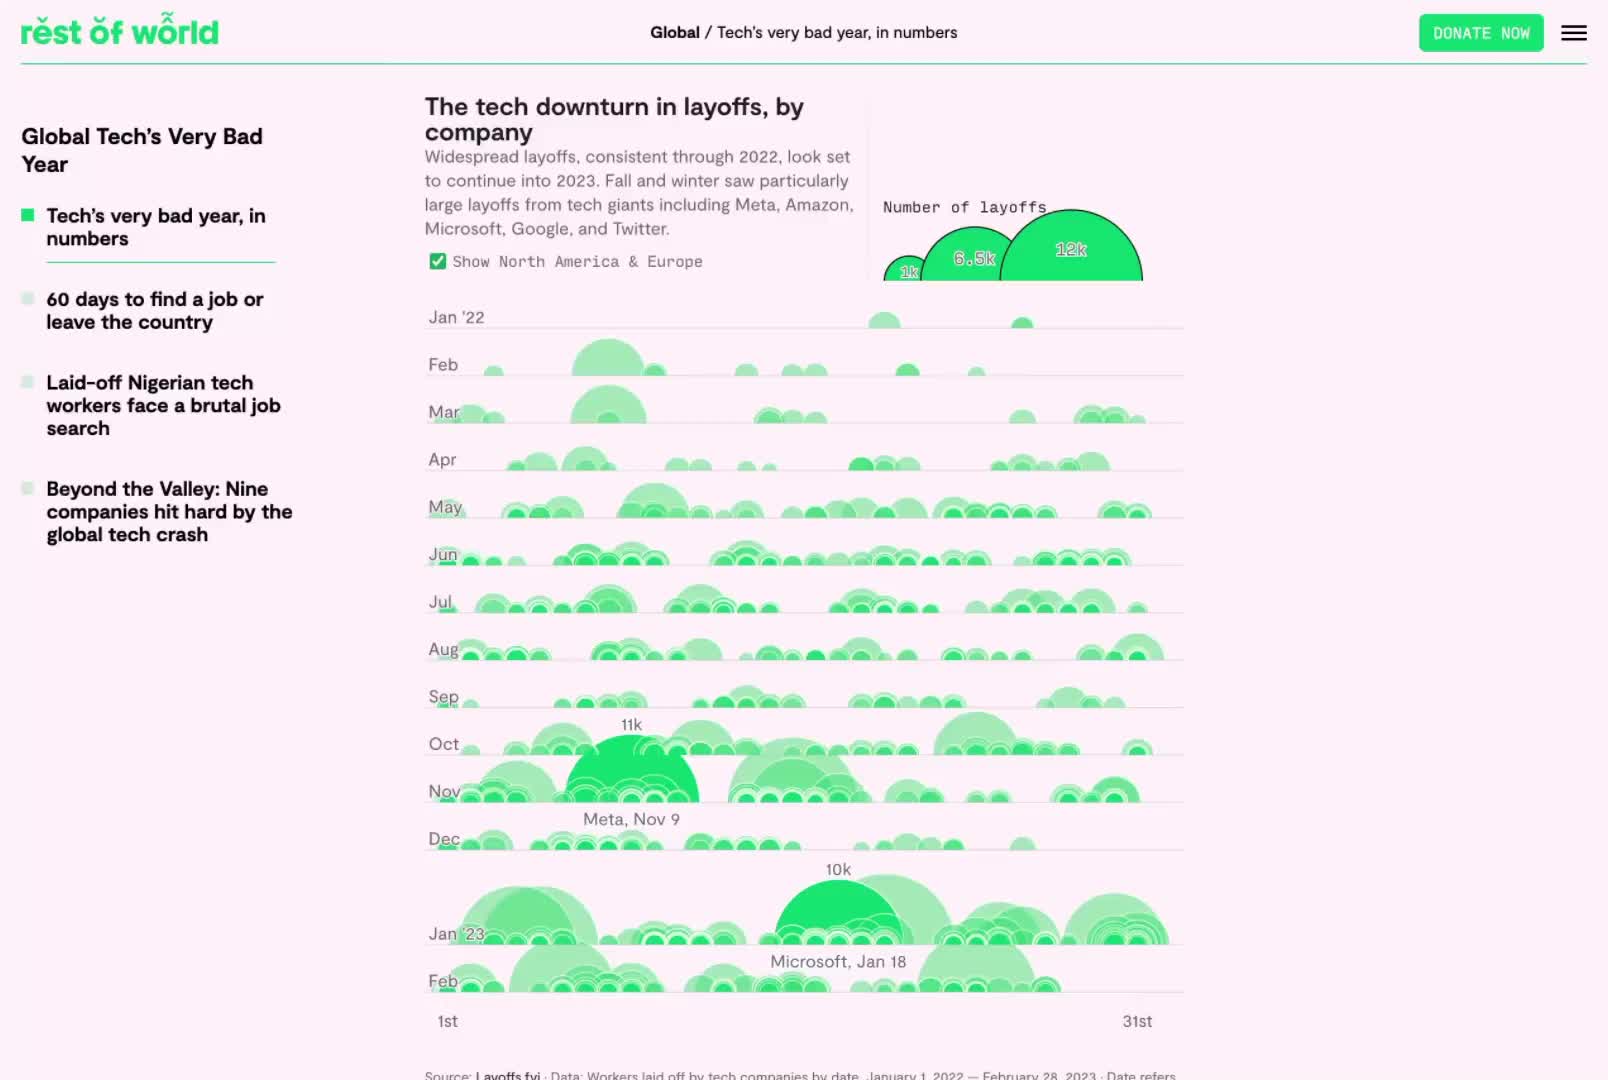 rĕst ŏf wõrld
Global / Tech's very bad year, in numbers
DONATE NOW
Global Tech's Very Bad
Year
Tech's very bad year, in
numbers
60 days to find a job or
leave the country
Laid-off Nigerian tech
workers face a brutal job
search
Beyond the Valley: Nine
companies hit hard by the
global tech crash
The tech downturn in layoffs, by
company
Widespread layoffs, consistent through 2022, look set
to continue into 2023. Fall and winter saw particularly
large layoffs from tech giants including Meta, Amazon,
Microsoft, Google, and Twitter.
Show North America & Europe
Number of layoffs
1k
6.5k
12k
Jan '22
Feb
Mar
Apr
May
Jun
Jul
Aug
Sep
11k
Oct
Nov
Meta, Nov 9
Dec
10k
Jan '23
Microsoft, Jan 18
Feb
1st
31st
Source: Layoffs.fyi · Data: Workers laid off by tech companies by date, January 1, 2022 — February 28, 2023 · Date refers